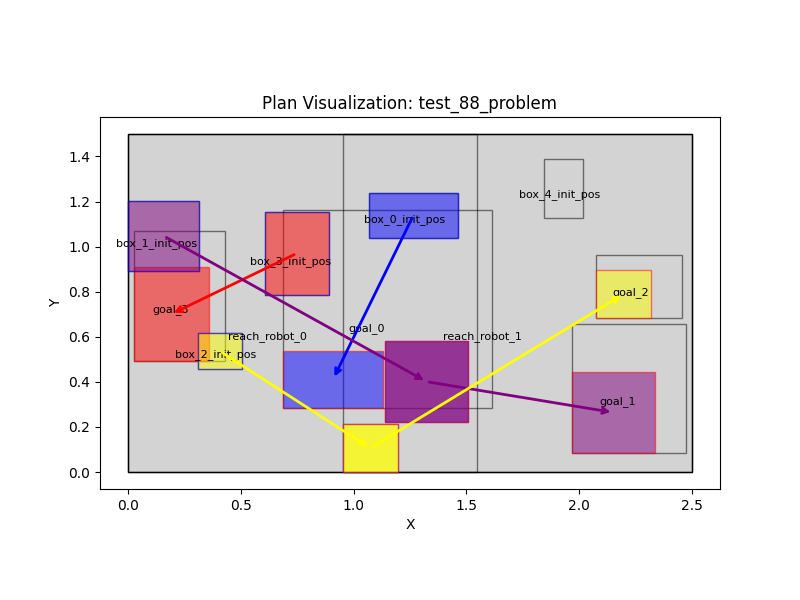 Plan Visualization: test_88_problem
Y
1.4
1.2
1.0
0.8
0.6
0.4
0.2
0.0
box_4_init_pos
box_0_init_pos
box_1_init_pos
box_3_init_pos
goal_2
goal_3
goal_0
reach_robot_0
reach_robot_1
box_2_init_pos
goal_1
0.0
0.5
1.0
1.5
2.0
2.5
X